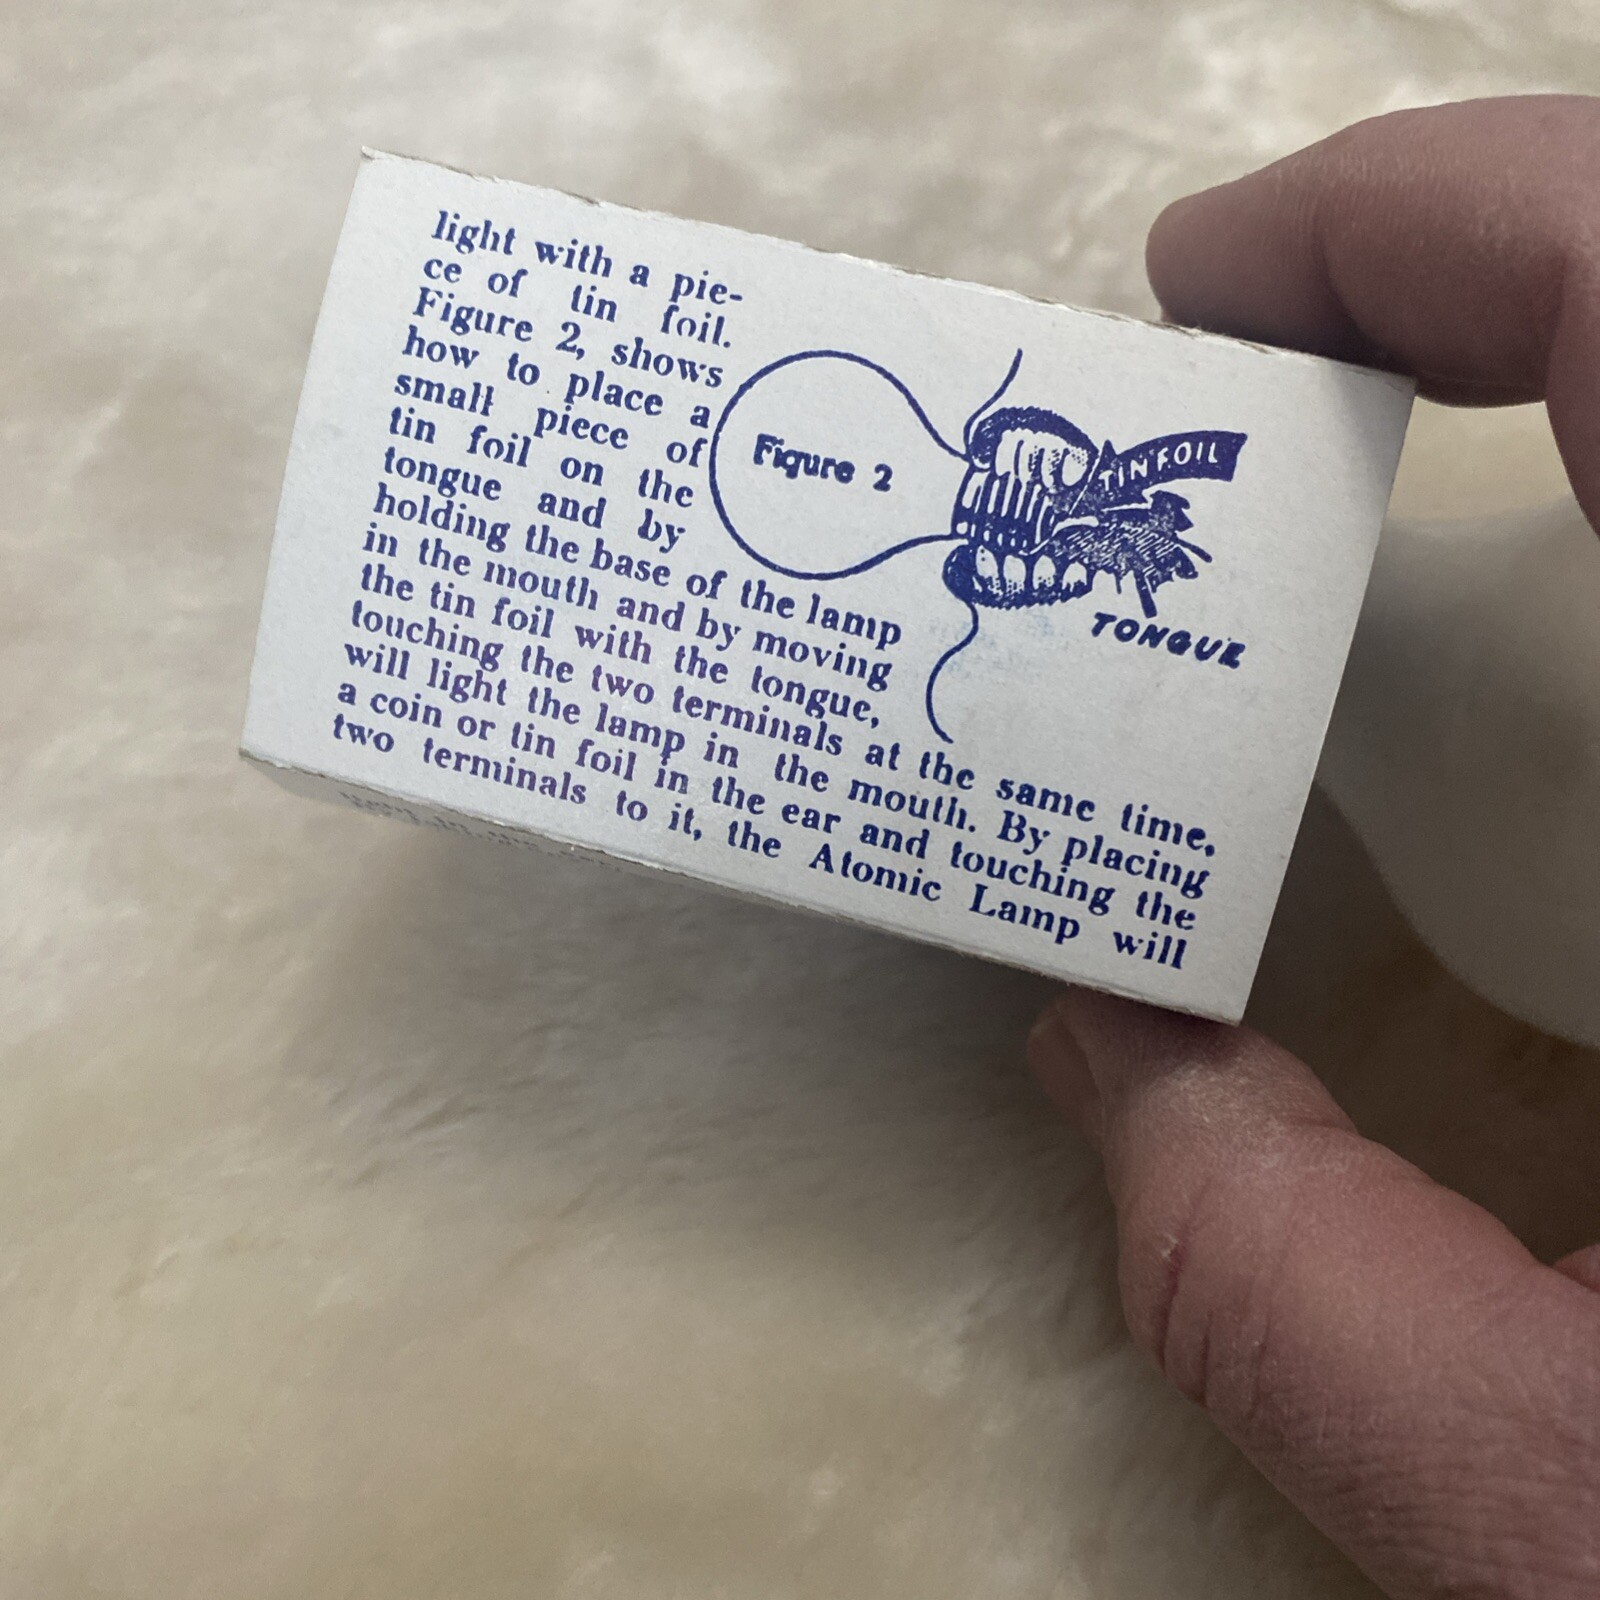 light with a pie-
ce of tin foil.
Figure 2, shows
how to place a
small piece of
tin foil on the
tongue and by
holding the base of the lamp
in the mouth and by moving
the tin foil with the tongue,
touching the two terminals at the same time,
will light the lamp in the mouth. By placing
a coin or tin foil in the ear and touching the
two terminals to it, the Atomic Lamp will
Figure 2
TINFOIL
TONGUE